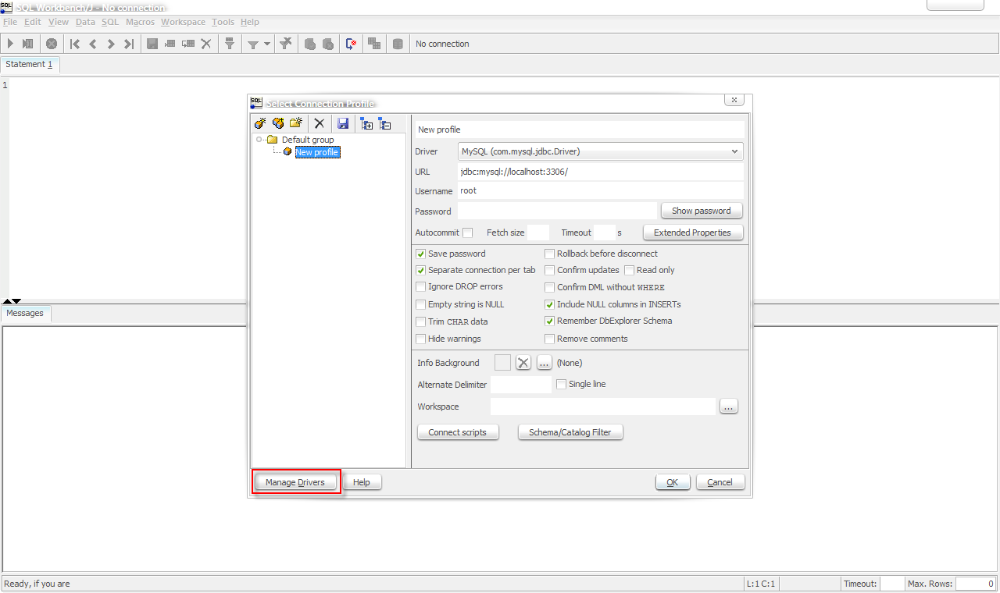 SQL Workbench/J - No connection
File Edit View Data SQL Macros Workspace Tools Help
No connection
Statement 1
1
SQL Select Connection Profile
Default group
New profile
New profile
Driver MySQL (com.mysql.jdbc.Driver)
URL jdbc:mysql://localhost:3306/
Username root
Password Show password
Autocommit Fetch size Timeout s Extended Properties
Save password Rollback before disconnect
Separate connection per tab Confirm updates Read only
Ignore DROP errors Confirm DML without WHERE
Empty string is NULL Include NULL columns in INSERTs
Trim CHAR data Remember DbExplorer Schema
Hide warnings Remove comments
Info Background ... (None)
Alternate Delimiter Single line
Workspace ...
Connect scripts Schema/Catalog Filter
Manage Drivers Help OK Cancel
Messages
Ready, if you are L:1 C:1 Timeout: Max. Rows: 0